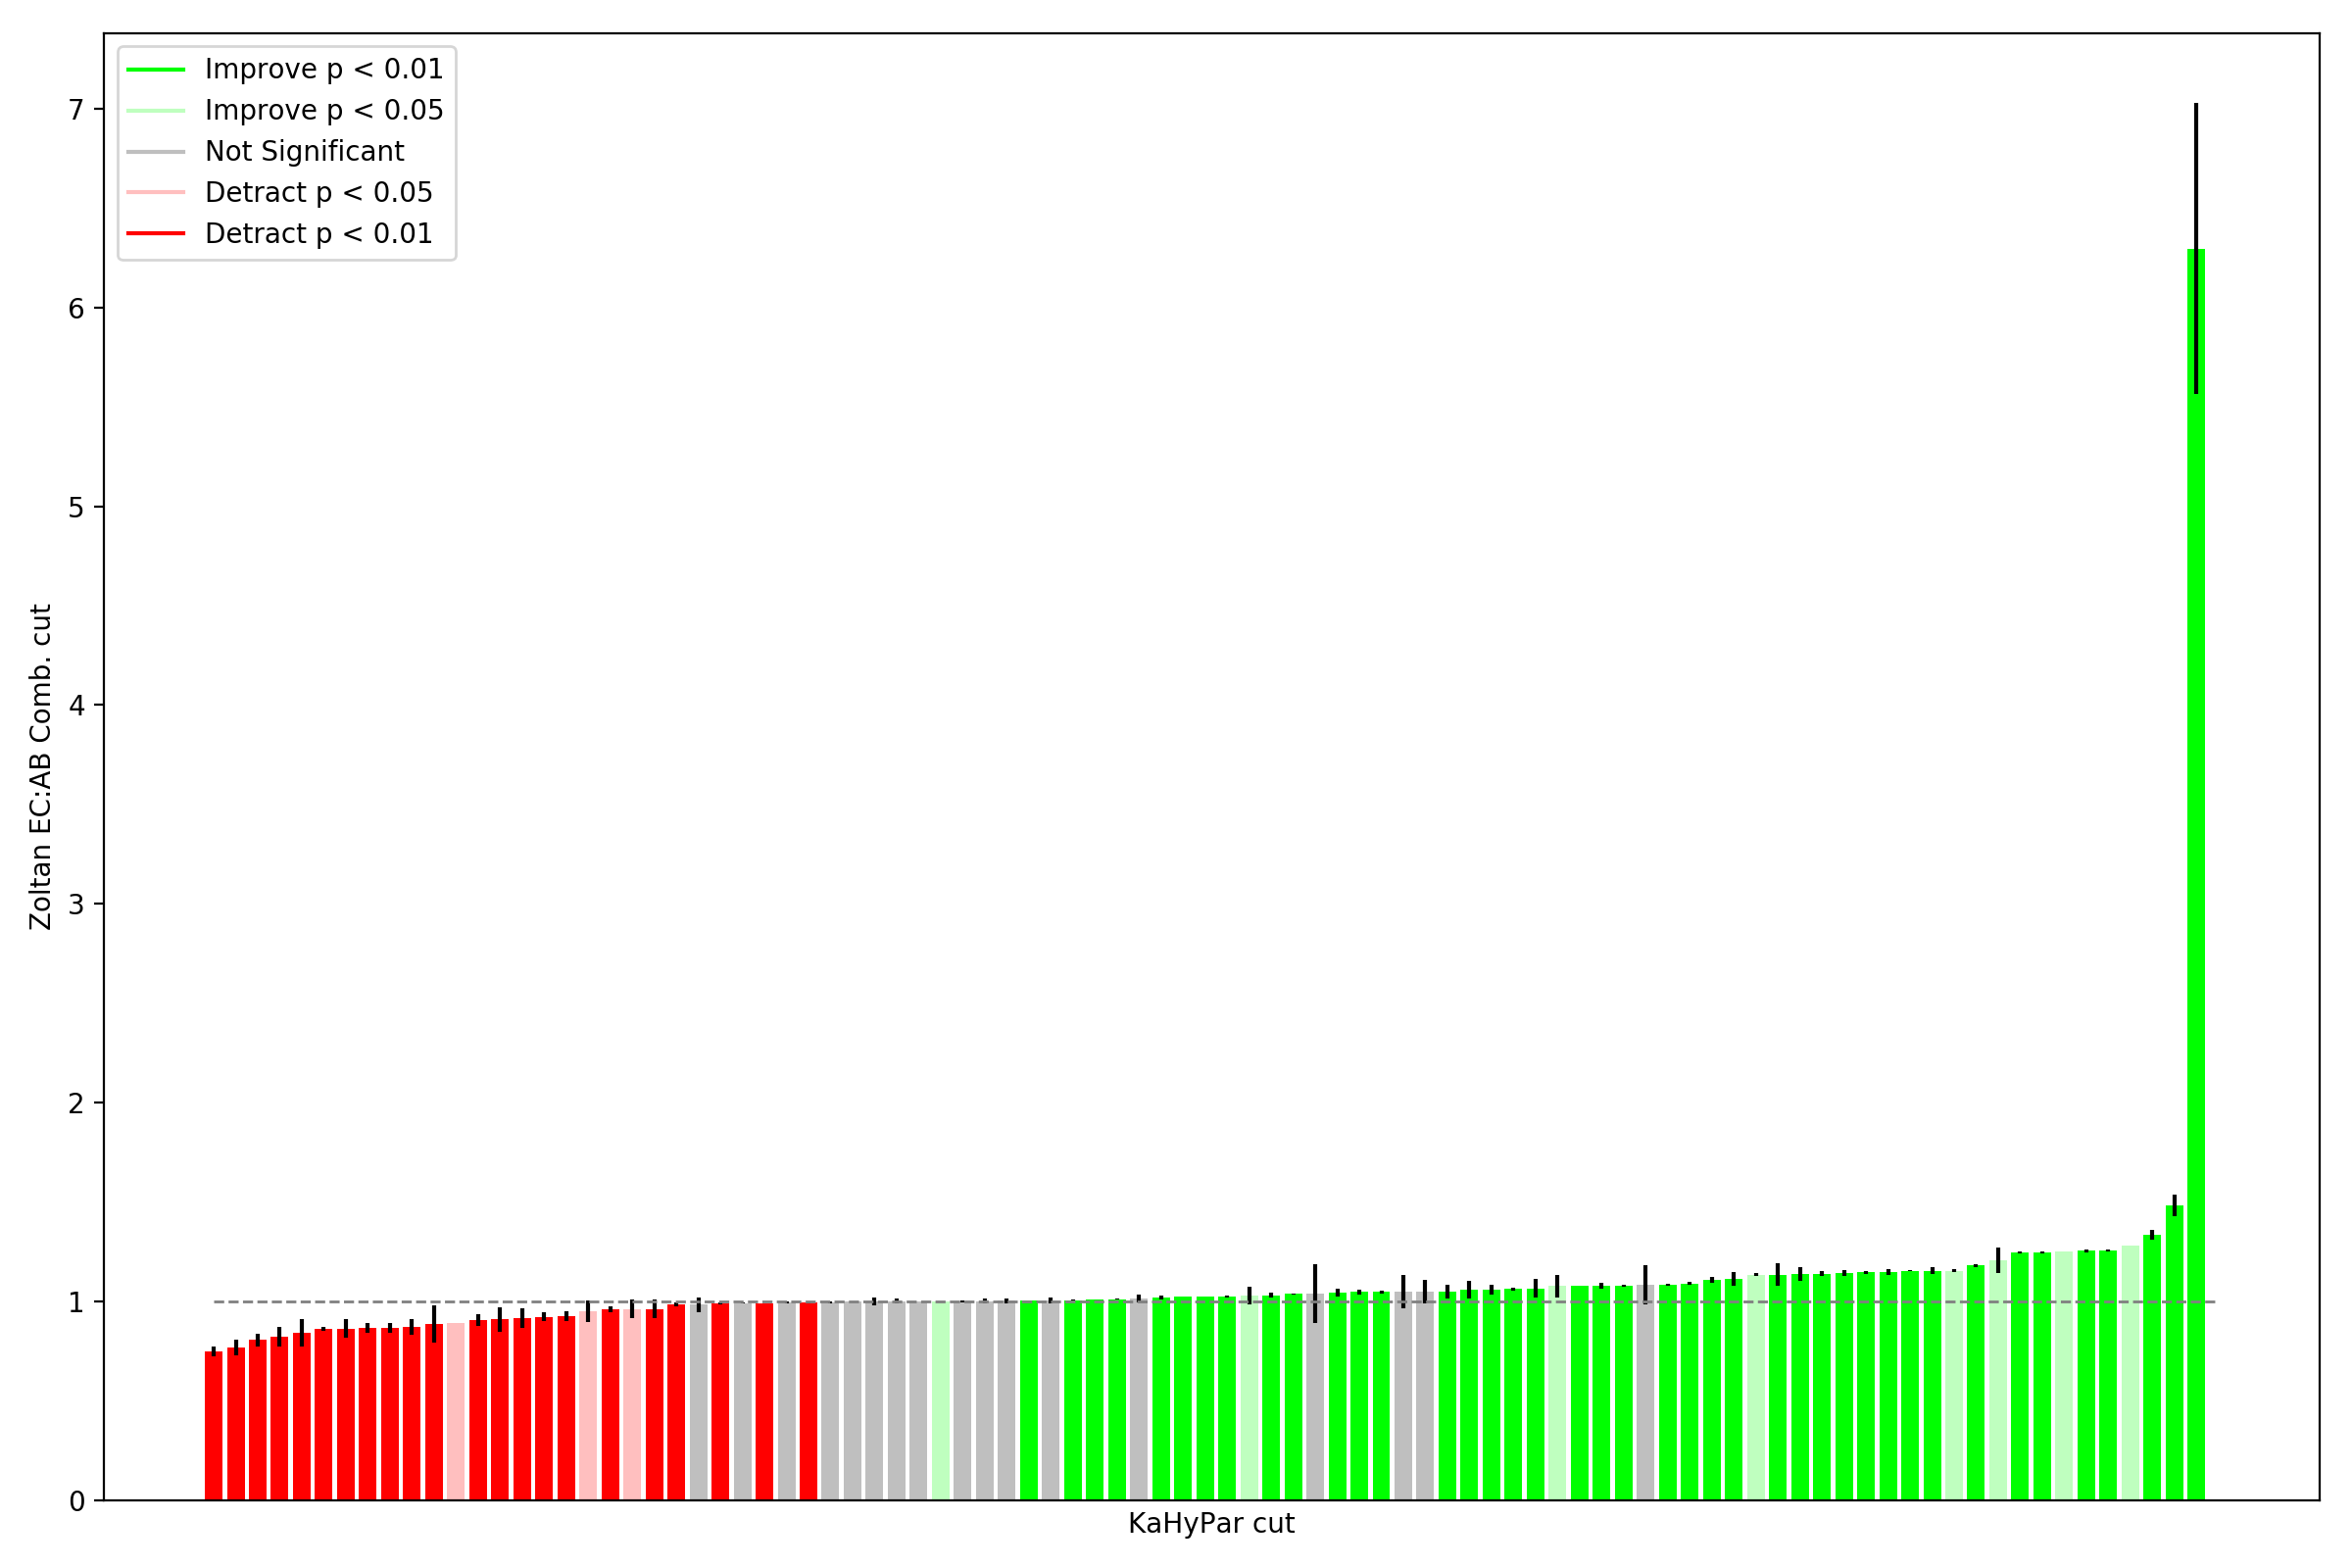 Improve p < 0.01
Improve p < 0.05
Not Significant
Detract p < 0.05
Detract p < 0.01
7
6
5
4
3
2
1
0
Zoltan EC:AB Comb. cut
KaHyPar cut